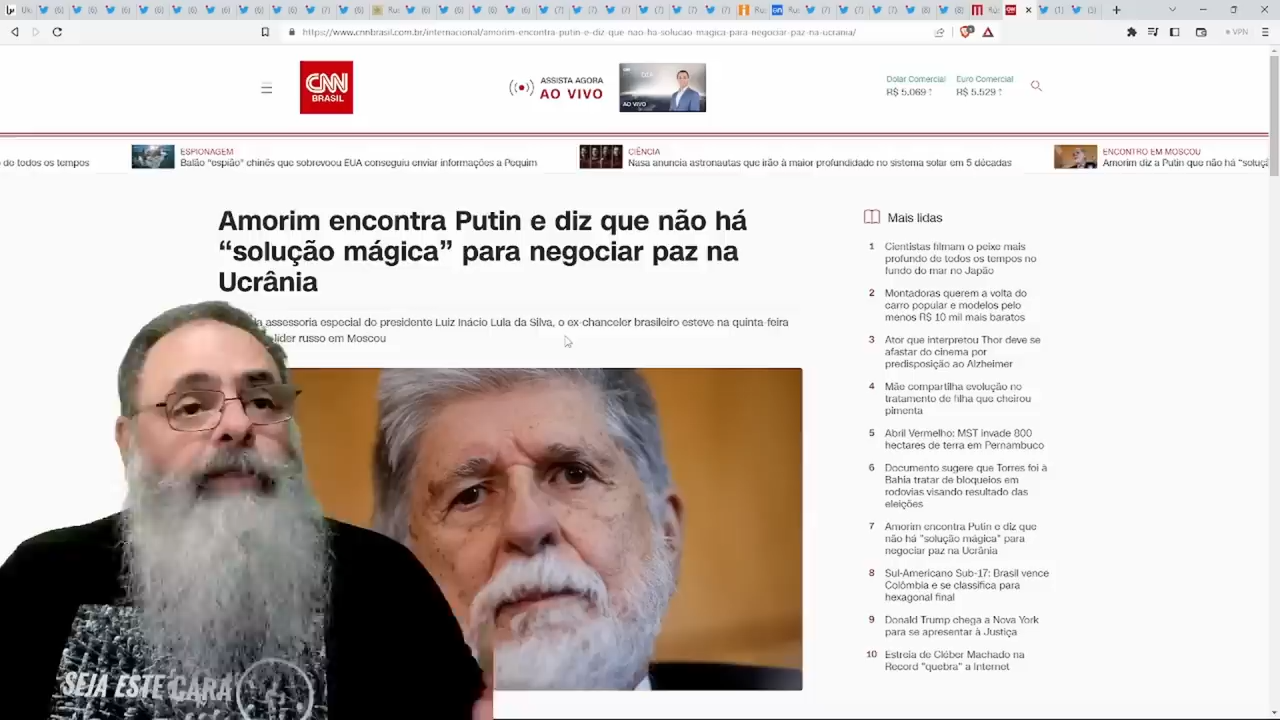 https://www.cnnbrasil.com.br/internacional/amorim-encontra-putin-e-diz-que-nao-ha-solucao-magica-para-negociar-paz-na-ucrania/
VPN
CNN
BRASIL
ASSISTA AGORA
AO VIVO
AO VIVO
Dólar Comercial
R$ 5,069 ↑
Euro Comercial
R$ 5,529 ↑
do todos os tempos
ESPIONAGEM
Balão "espião" chinês que sobrevoou EUA conseguiu enviar informações a Pequim
CIÊNCIA
Nasa anuncia astronautas que irão à maior profundidade no sistema solar em 5 décadas
ENCONTRO EM MOSCOU
Amorim diz a Putin que não há "soluçã
Amorim encontra Putin e diz que não há
“solução mágica” para negociar paz na
Ucrânia
assessoria especial do presidente Luiz Inácio Lula da Silva, o ex-chanceler brasileiro esteve na quinta-feira
líder russo em Moscou
Mais lidas
1 Cientistas filmam o peixe mais
profundo de todos os tempos no
fundo do mar no Japão
2 Montadoras querem a volta do
carro popular e modelos pelo
menos R$ 10 mil mais baratos
3 Ator que interpretou Thor deve se
afastar do cinema por
predisposição ao Alzheimer
4 Mãe compartilha evolução no
tratamento de filha que cheirou
pimenta
5 Abril Vermelho: MST invade 800
hectares de terra em Pernambuco
6 Documento sugere que Torres foi à
Bahia tratar de bloqueios em
rodovias visando resultado das
eleições
7 Amorim encontra Putin e diz que
não há "solução mágica" para
negociar paz na Ucrânia
8 Sul-Americano Sub-17: Brasil vence
Colômbia e se classifica para
hexagonal final
9 Donald Trump chega a Nova York
para se apresentar à Justiça
10 Estreia de Cléber Machado na
Record "quebra" a internet
SEJA ESTE CARA